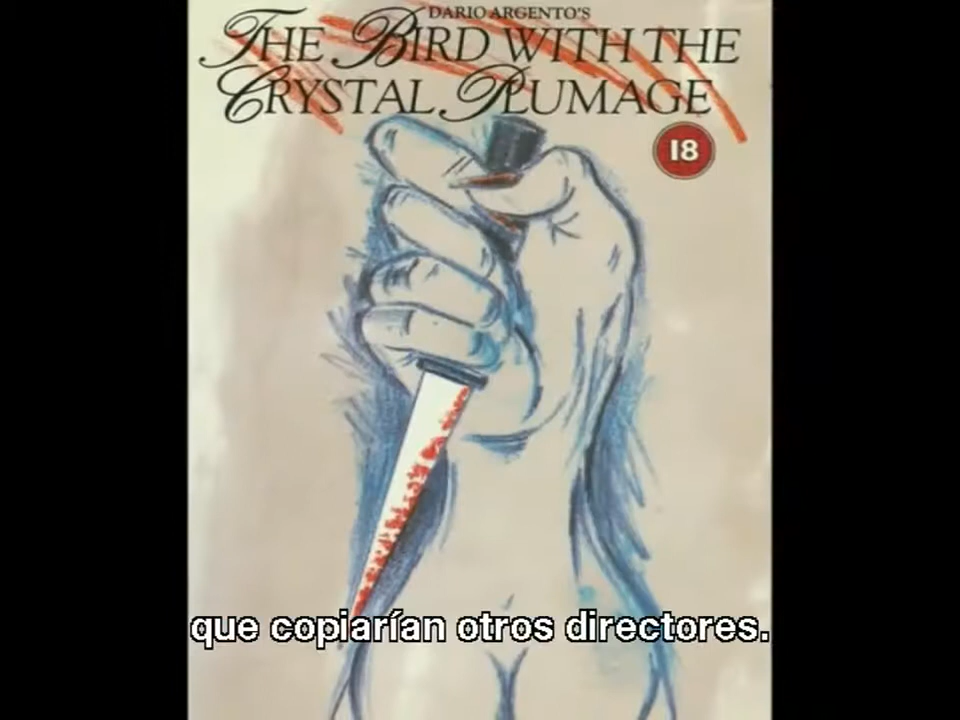 DARIO ARGENTO'S
THE BIRD WITH THE
CRYSTAL PLUMAGE
18
que copiarían otros directores.